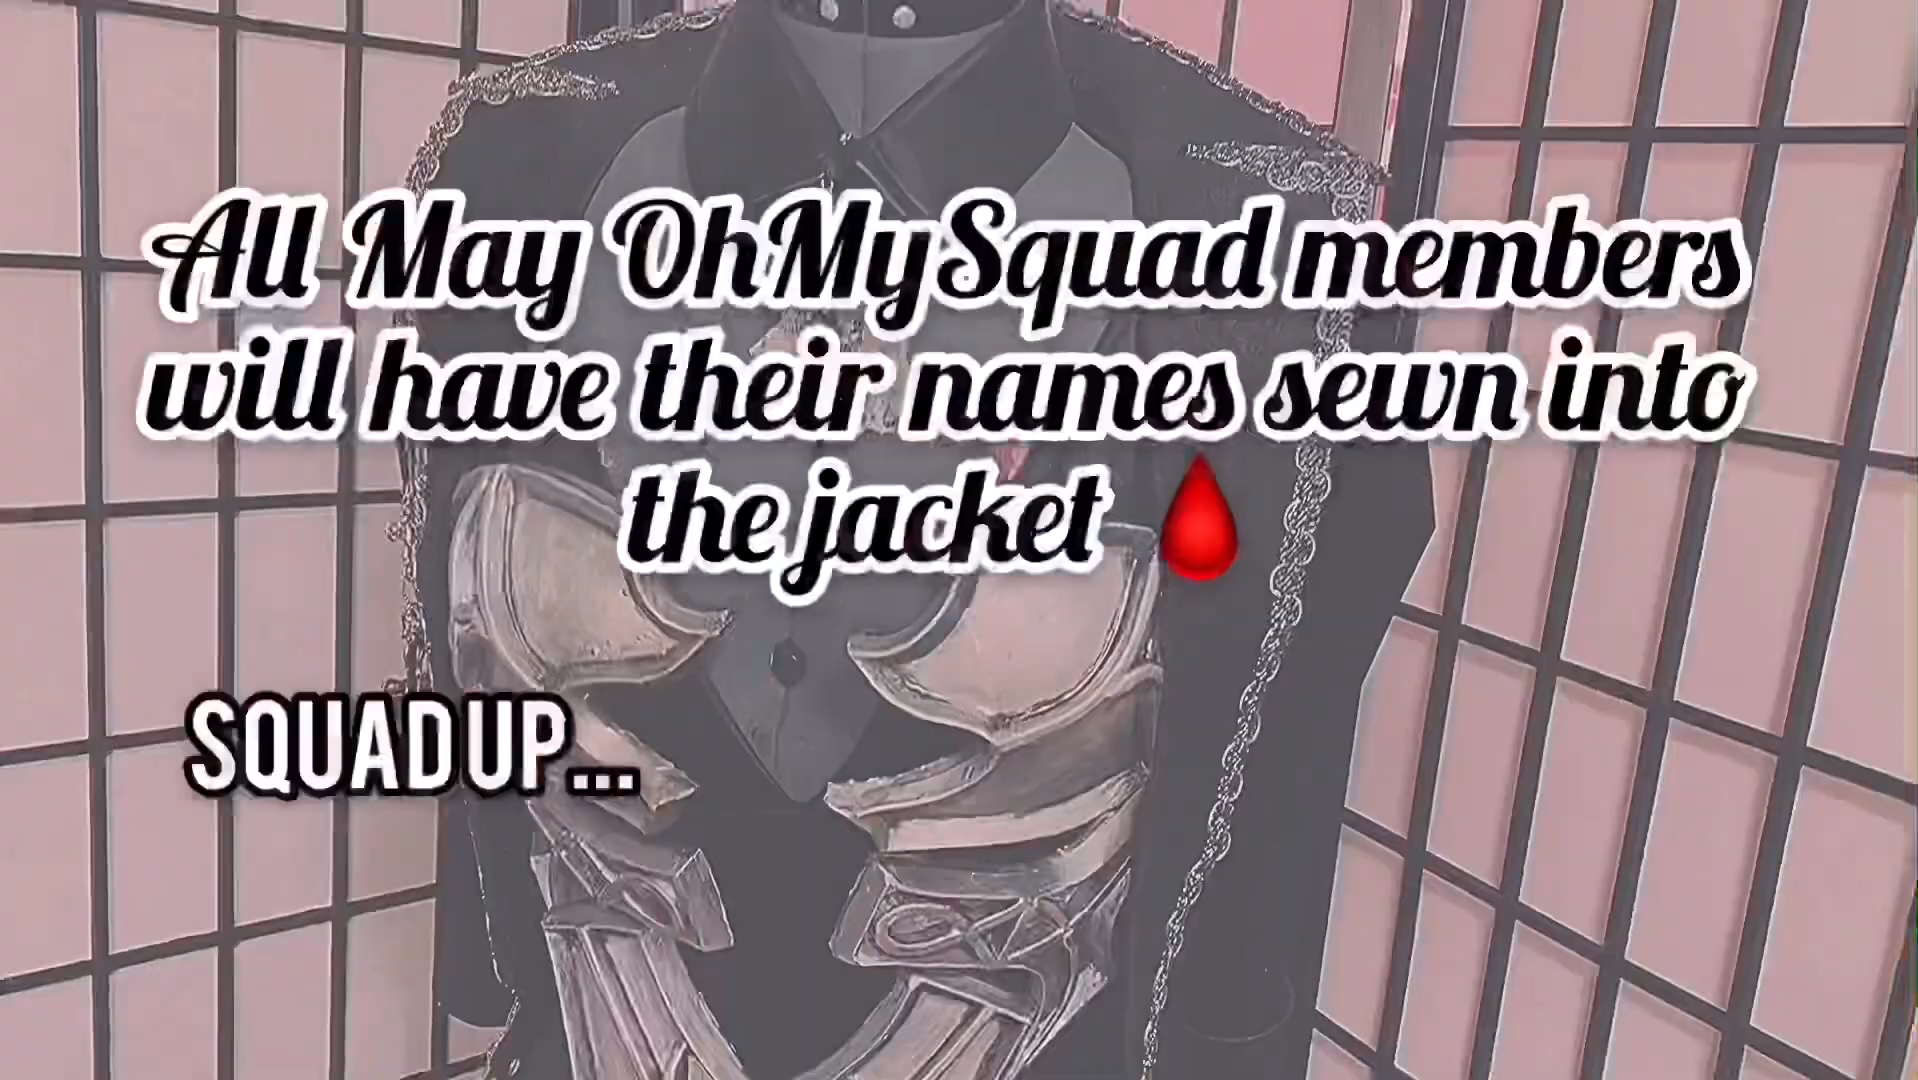 All May OhMySquad members
will have their names sewn into
the jacket 🩸
SQUAD UP...